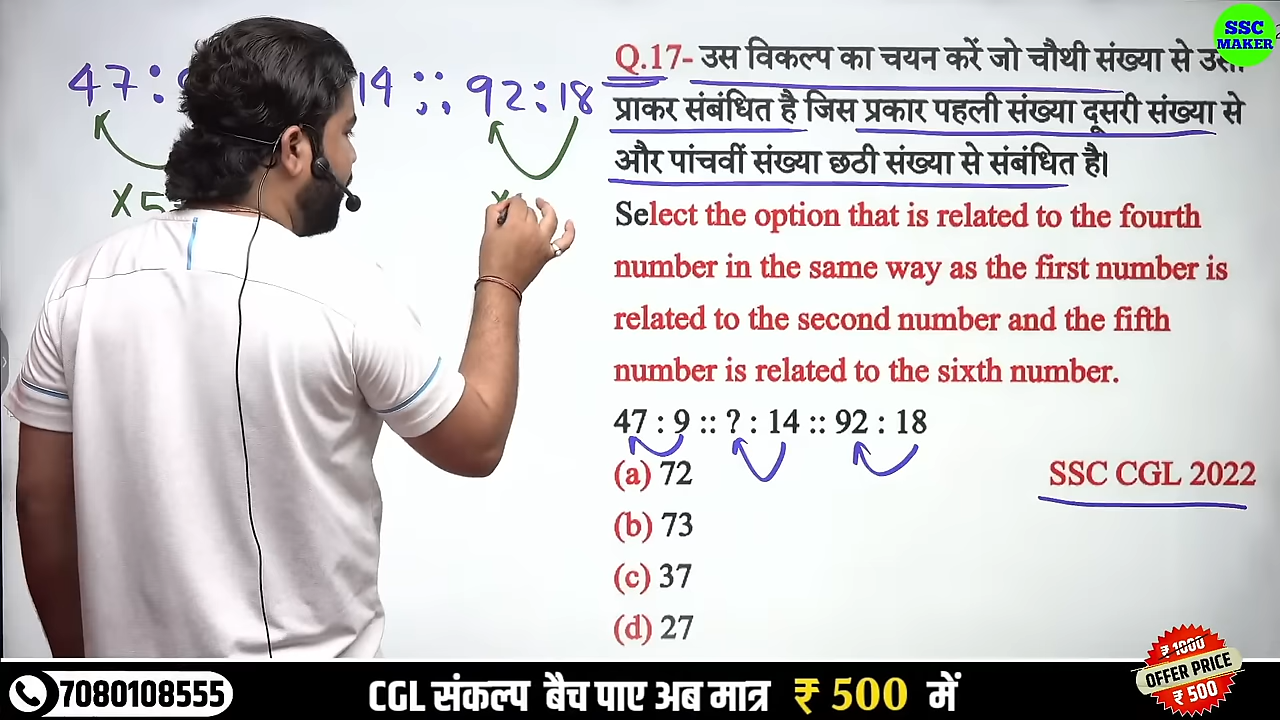 SSC
MAKER
47 : 14 :: 92 : 18
X5
Q.17- उस विकल्प का चयन करें जो चौथी संख्या से
प्राकर संबंधित है जिस प्रकार पहली संख्या दूसरी संख्या से
और पांचवीं संख्या छठी संख्या से संबंधित है।
Select the option that is related to the fourth
number in the same way as the first number is
related to the second number and the fifth
number is related to the sixth number.
47 : 9 :: ? : 14 :: 92 : 18
(a) 72
SSC CGL 2022
(b) 73
(c) 37
(d) 27
₹ 1000
OFFER PRICE
₹ 500
7080108555 CGL संकल्प बैच पाए अब मात्र ₹ 500 में